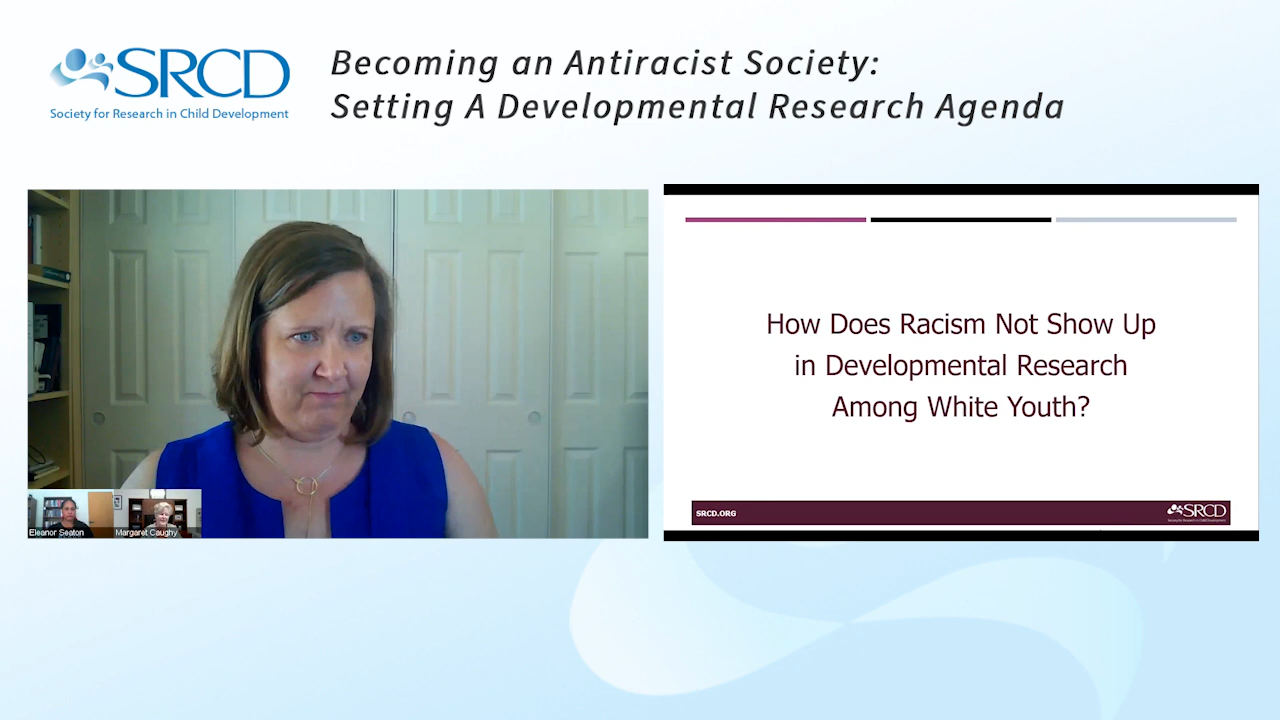 SRCD
Society for Research in Child Development
Becoming an Antiracist Society:
Setting A Developmental Research Agenda
How Does Racism Not Show Up
in Developmental Research
Among White Youth?
SRCD.ORG
SRCD
Eleanor Seaton
Margaret Caughy